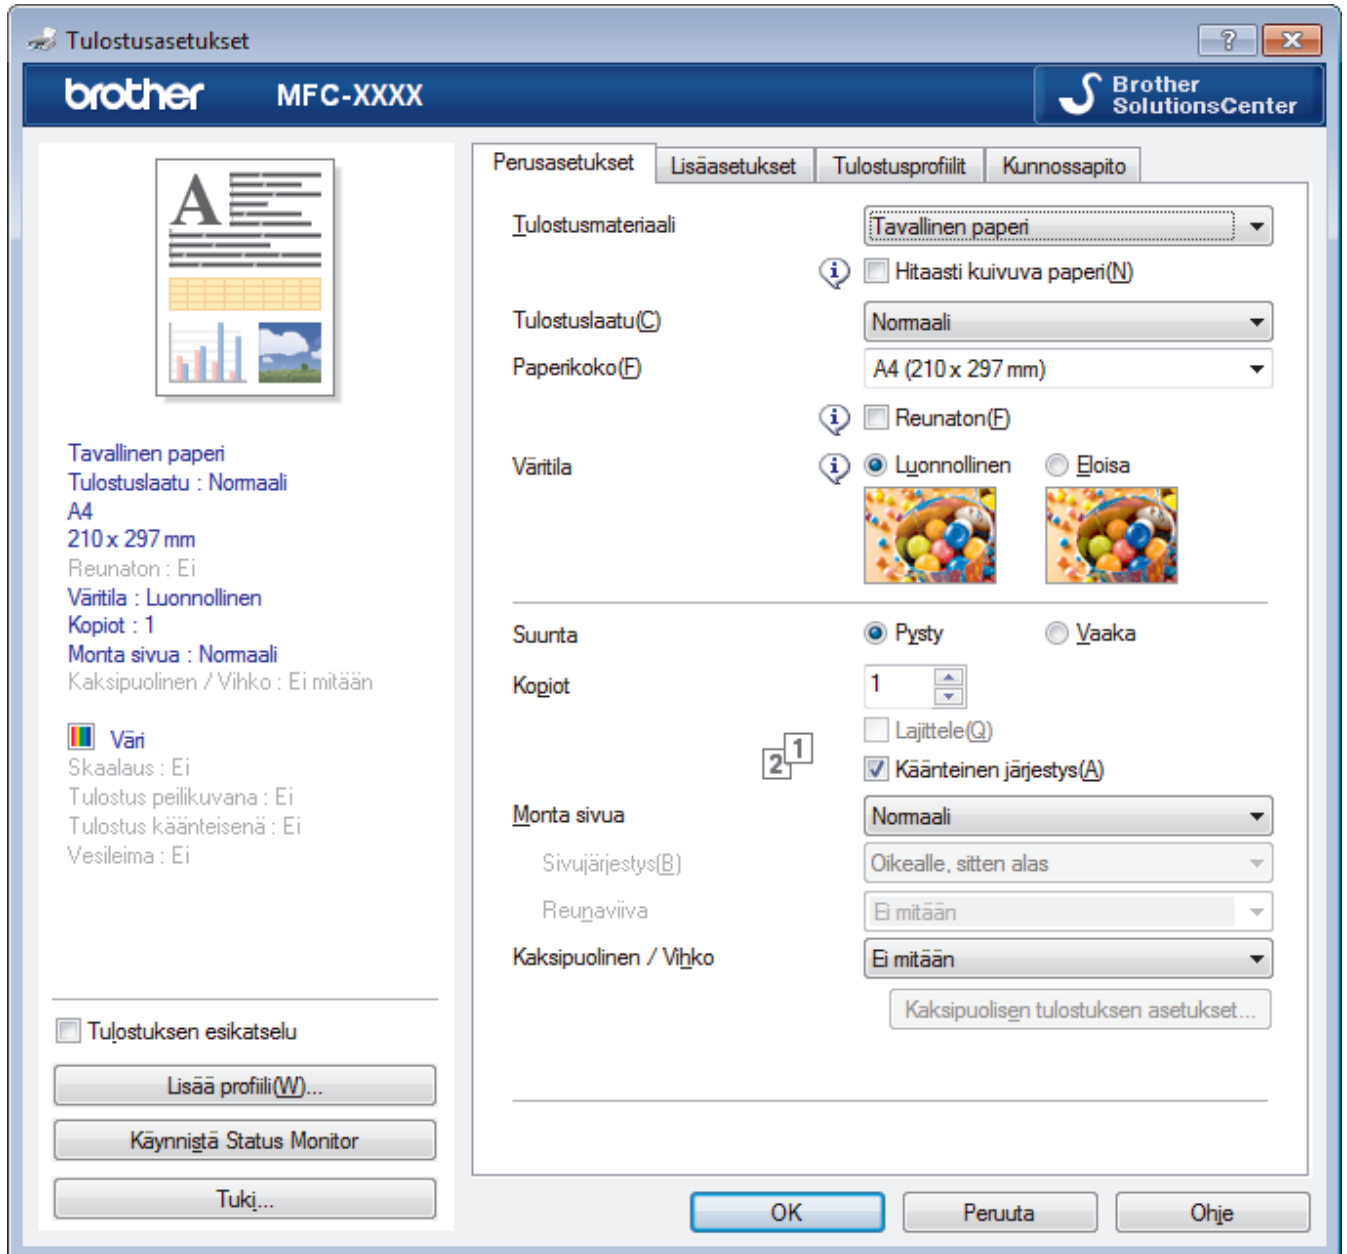 Tulostusasetukset
brother MFC-XXXX
Brother
SolutionsCenter
A
Tavallinen paperi
Tulostuslaatu : Normaali
A4
210 x 297 mm
Reunaton : Ei
Väritila : Luonnollinen
Kopiot : 1
Monta sivua : Normaali
Kaksipuolinen / Vihko : Ei mitään
Väri
Skaalaus : Ei
Tulostus peilikuvana : Ei
Tulostus käänteisenä : Ei
Vesileima : Ei
Tulostuksen esikatselu
Lisää profiili(W)...
Käynnistä Status Monitor
Tuki...
Perusasetukset Lisäasetukset Tulostusprofiilit Kunnossapito
Tulostusmateriaali Tavallinen paperi
Hitaasti kuivuva paperi(N)
Tulostuslaatu(C) Normaali
Paperikoko(F) A4 (210 x 297 mm)
Reunaton(F)
Väritila Luonnollinen Eloisa
Suunta Pysty Vaaka
Kopiot 1
Lajittele(Q)
2 1 Käänteinen järjestys(A)
Monta sivua Normaali
Sivujärjestys(B) Oikealle, sitten alas
Reunaviiva Ei mitään
Kaksipuolinen / Vihko Ei mitään
Kaksipuolisen tulostuksen asetukset...
OK Peruuta Ohje